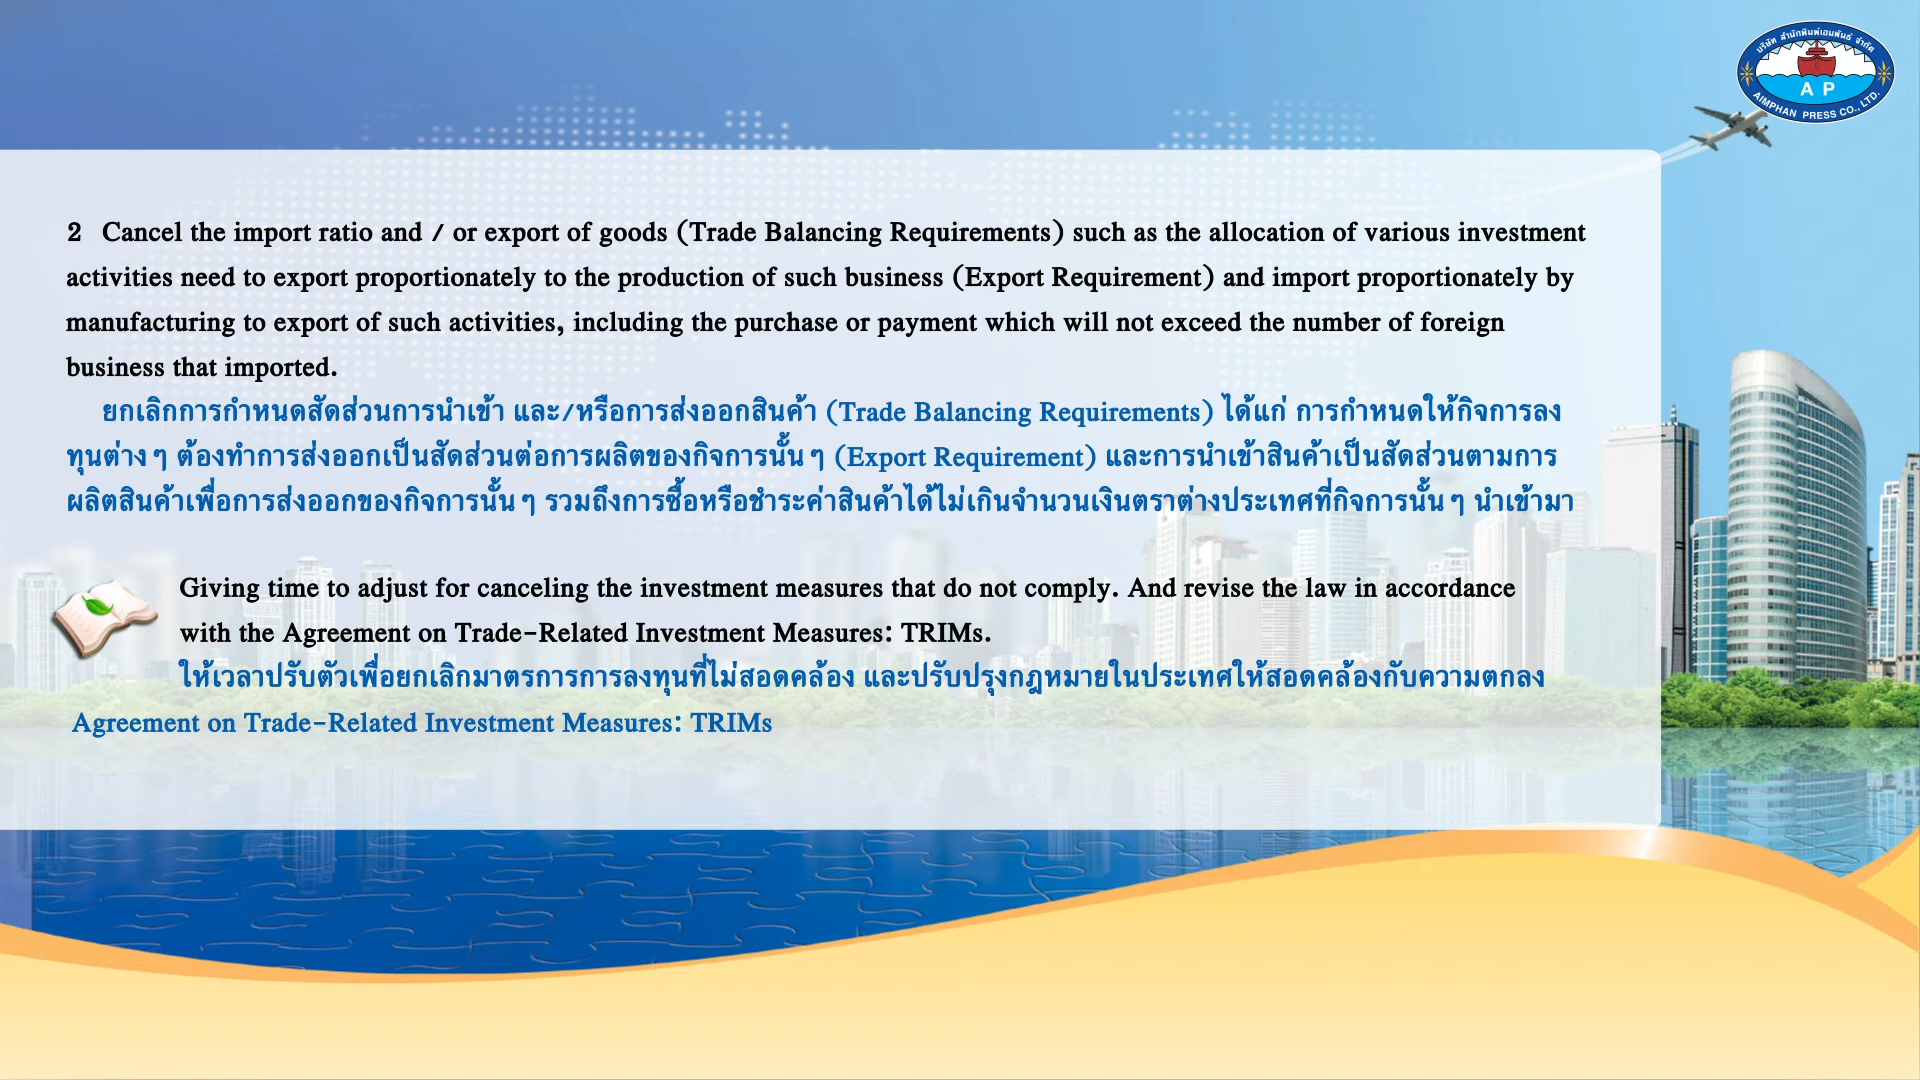 บริษัท สำนักพิมพ์เอมพันธ์ จำกัด
A P
AIMPHAN PRESS CO., LTD.
2 Cancel the import ratio and / or export of goods (Trade Balancing Requirements) such as the allocation of various investment
activities need to export proportionately to the production of such business (Export Requirement) and import proportionately by
manufacturing to export of such activities, including the purchase or payment which will not exceed the number of foreign
business that imported.
ยกเลิกการกำหนดสัดส่วนการนำเข้า และ/หรือการส่งออกสินค้า (Trade Balancing Requirements) ได้แก่ การกำหนดให้กิจการลง
ทุนต่าง ๆ ต้องทำการส่งออกเป็นสัดส่วนต่อการผลิตของกิจการนั้น ๆ (Export Requirement) และการนำเข้าสินค้าเป็นสัดส่วนตามการ
ผลิตสินค้าเพื่อการส่งออกของกิจการนั้น ๆ รวมถึงการซื้อหรือชำระค่าสินค้าได้ไม่เกินจำนวนเงินตราต่างประเทศที่กิจการนั้น ๆ นำเข้ามา
Giving time to adjust for canceling the investment measures that do not comply. And revise the law in accordance
with the Agreement on Trade-Related Investment Measures: TRIMs.
ให้เวลาปรับตัวเพื่อยกเลิกมาตรการการลงทุนที่ไม่สอดคล้อง และปรับปรุงกฎหมายในประเทศให้สอดคล้องกับความตกลง
Agreement on Trade-Related Investment Measures: TRIMs